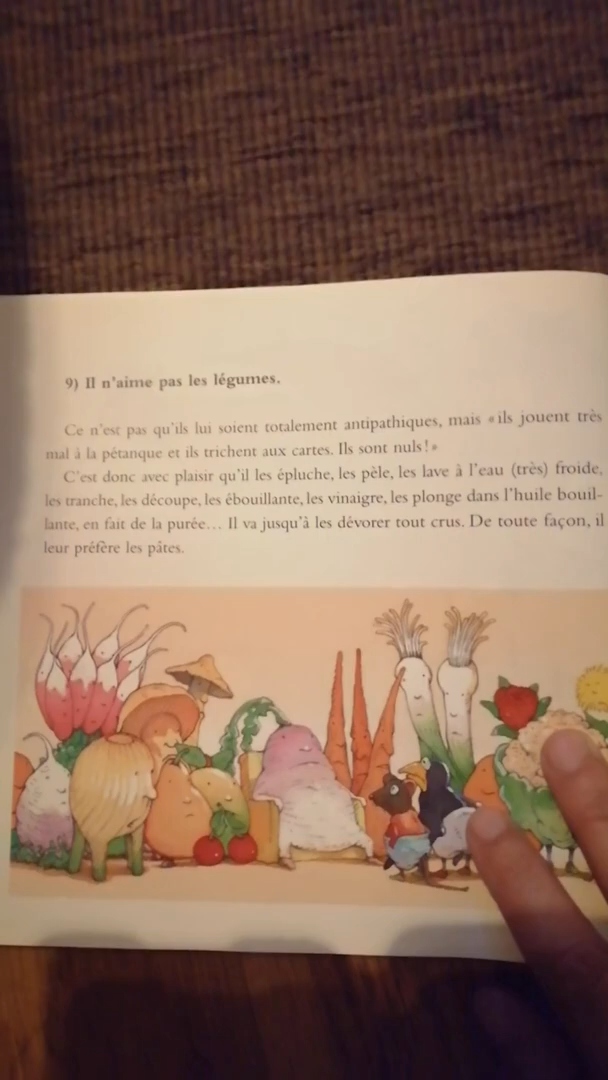 9) Il n'aime pas les légumes.
Ce n'est pas qu'ils lui soient totalement antipathiques, mais «ils jouent très
mal à la pétanque et ils trichent aux cartes. Ils sont nuls!»
C'est donc avec plaisir qu'il les épluche, les pèle, les lave à l'eau (très) froide,
les tranche, les découpe, les ébouillante, les vinaigre, les plonge dans l'huile bouil-
lante, en fait de la purée... Il va jusqu'à les dévorer tout crus. De toute façon, il
leur préfère les pâtes.